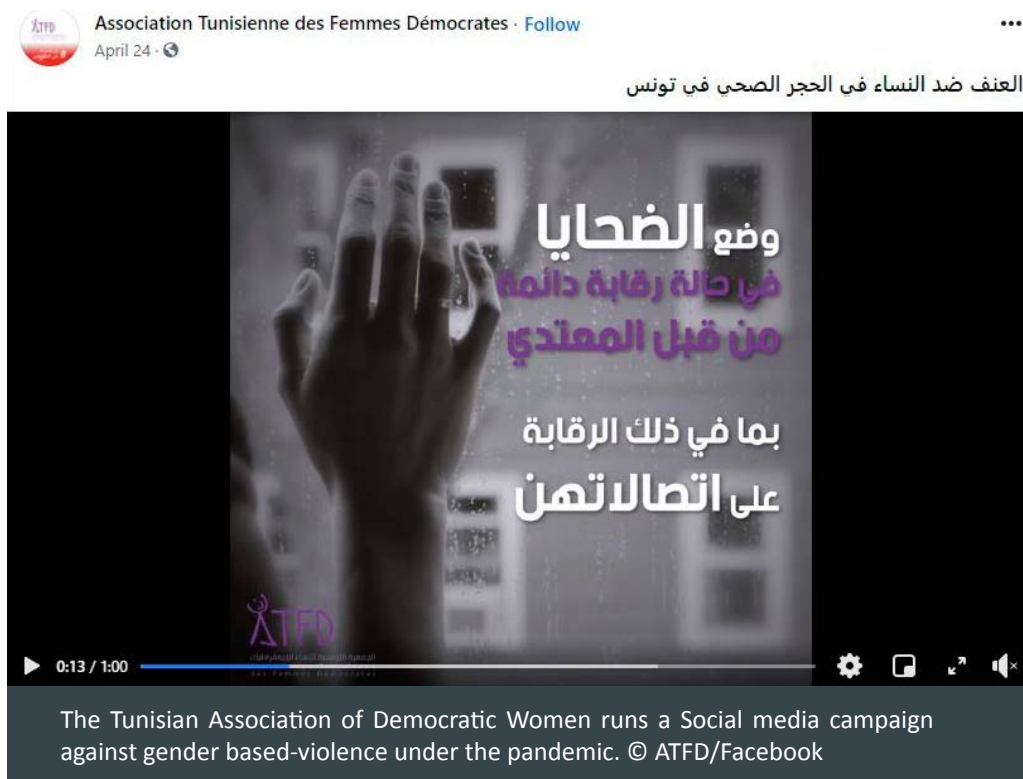 ATFD
Association Tunisienne des Femmes Démocrates · Follow
April 24 ·
العنف ضد النساء في الحجر الصحي في تونس
وضع الضحايا
في حالة رقابة دائمة
من قبل المعتدي
بما في ذلك الرقابة
على اتصالاتهن
ATFD
0:13 / 1:00
The Tunisian Association of Democratic Women runs a Social media campaign
against gender based-violence under the pandemic. © ATFD/Facebook